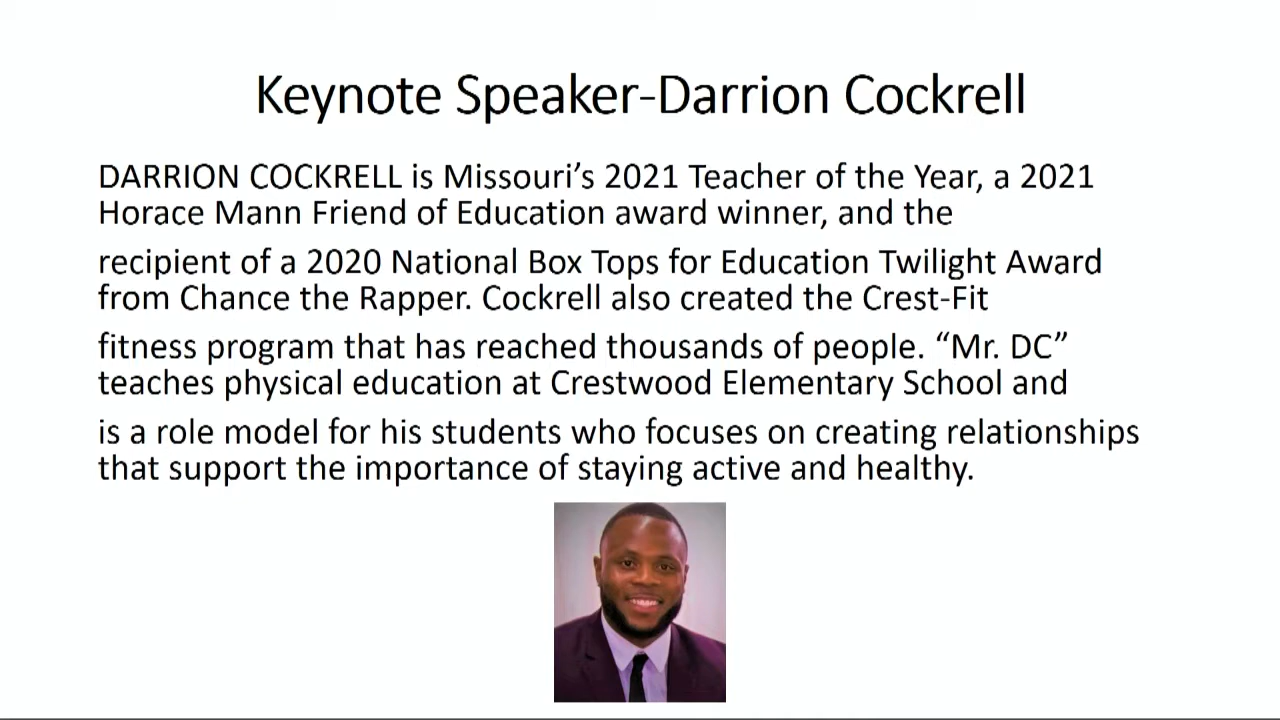 Keynote Speaker-Darrion Cockrell
DARRION COCKRELL is Missouri’s 2021 Teacher of the Year, a 2021
Horace Mann Friend of Education award winner, and the
recipient of a 2020 National Box Tops for Education Twilight Award
from Chance the Rapper. Cockrell also created the Crest-Fit
fitness program that has reached thousands of people. “Mr. DC”
teaches physical education at Crestwood Elementary School and
is a role model for his students who focuses on creating relationships
that support the importance of staying active and healthy.